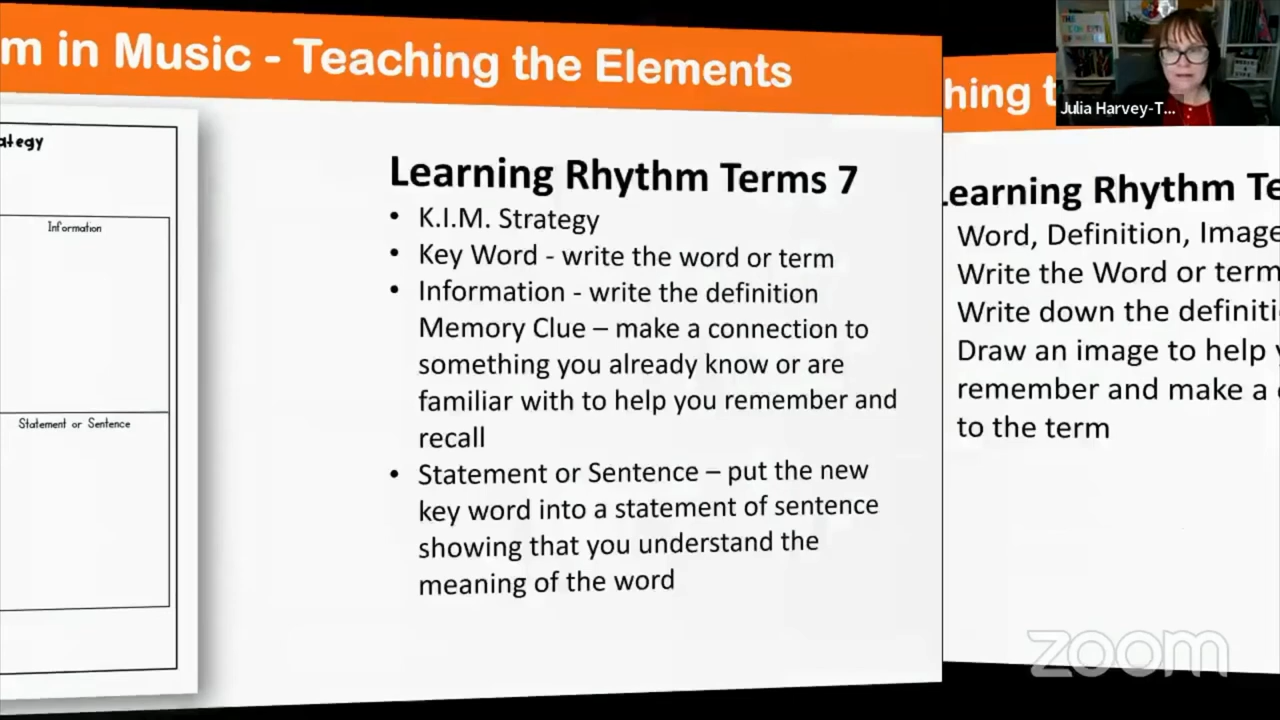 m in Music - Teaching the Elements
ategy
Information
Statement or Sentence
Learning Rhythm Terms 7
• K.I.M. Strategy
• Key Word - write the word or term
• Information - write the definition
Memory Clue – make a connection to
something you already know or are
familiar with to help you remember and
recall
• Statement or Sentence – put the new
key word into a statement of sentence
showing that you understand the
meaning of the word
hing t
Julia Harvey-T...
Learning Rhythm Te
Word, Definition, Image
Write the Word or term
Write down the definiti
Draw an image to help y
remember and make a
to the term
zoom